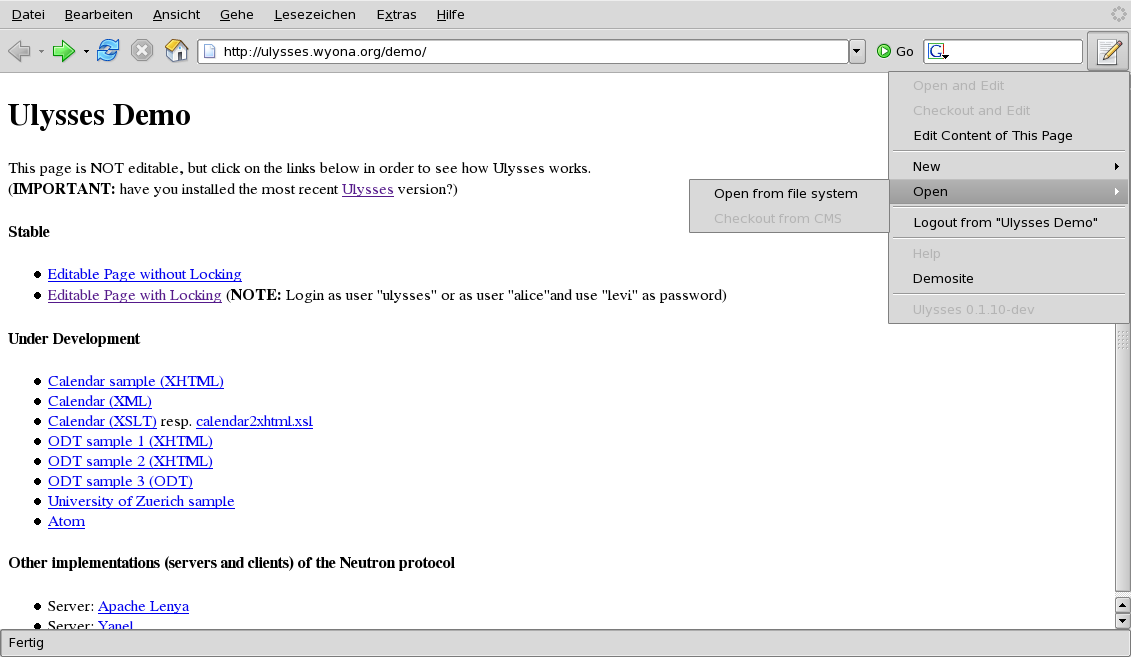 Datei Bearbeiten Ansicht Gehe Lesezeichen Extras Hilfe
http://ulysses.wyona.org/demo/ Go G
Open and Edit
Checkout and Edit
Edit Content of This Page
New
Open
Open from file system
Checkout from CMS
Logout from "Ulysses Demo"
Help
Demosite
Ulysses 0.1.10-dev
Ulysses Demo
This page is NOT editable, but click on the links below in order to see how Ulysses works.
(IMPORTANT: have you installed the most recent Ulysses version?)
Stable
Editable Page without Locking
Editable Page with Locking (NOTE: Login as user "ulysses" or as user "alice"and use "levi" as password)
Under Development
Calendar sample (XHTML)
Calendar (XML)
Calendar (XSLT) resp. calendar2xhtml.xsl
ODT sample 1 (XHTML)
ODT sample 2 (XHTML)
ODT sample 3 (ODT)
University of Zuerich sample
Atom
Other implementations (servers and clients) of the Neutron protocol
Server: Apache Lenya
Server: Yanel
Fertig